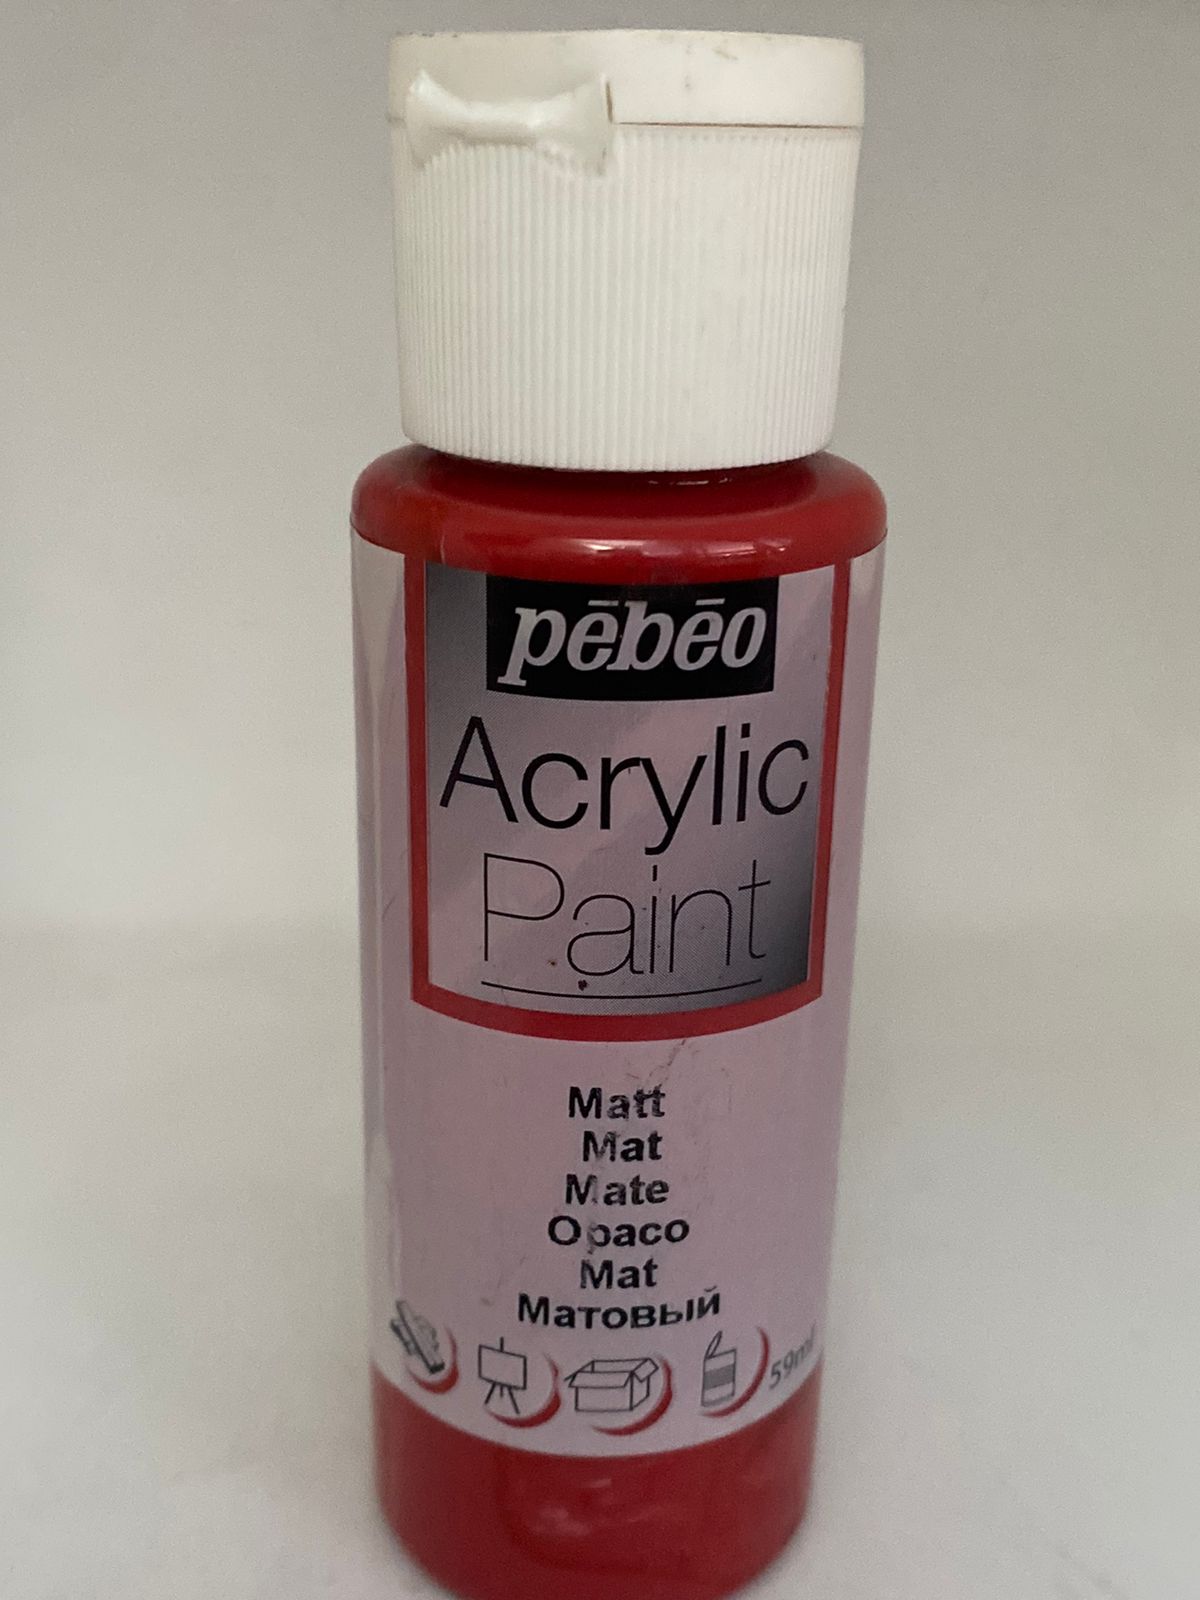 pēbēo
Acrylic
Paint
Matt
Mat
Mate
Opaco
Mat
Матовый
59ml